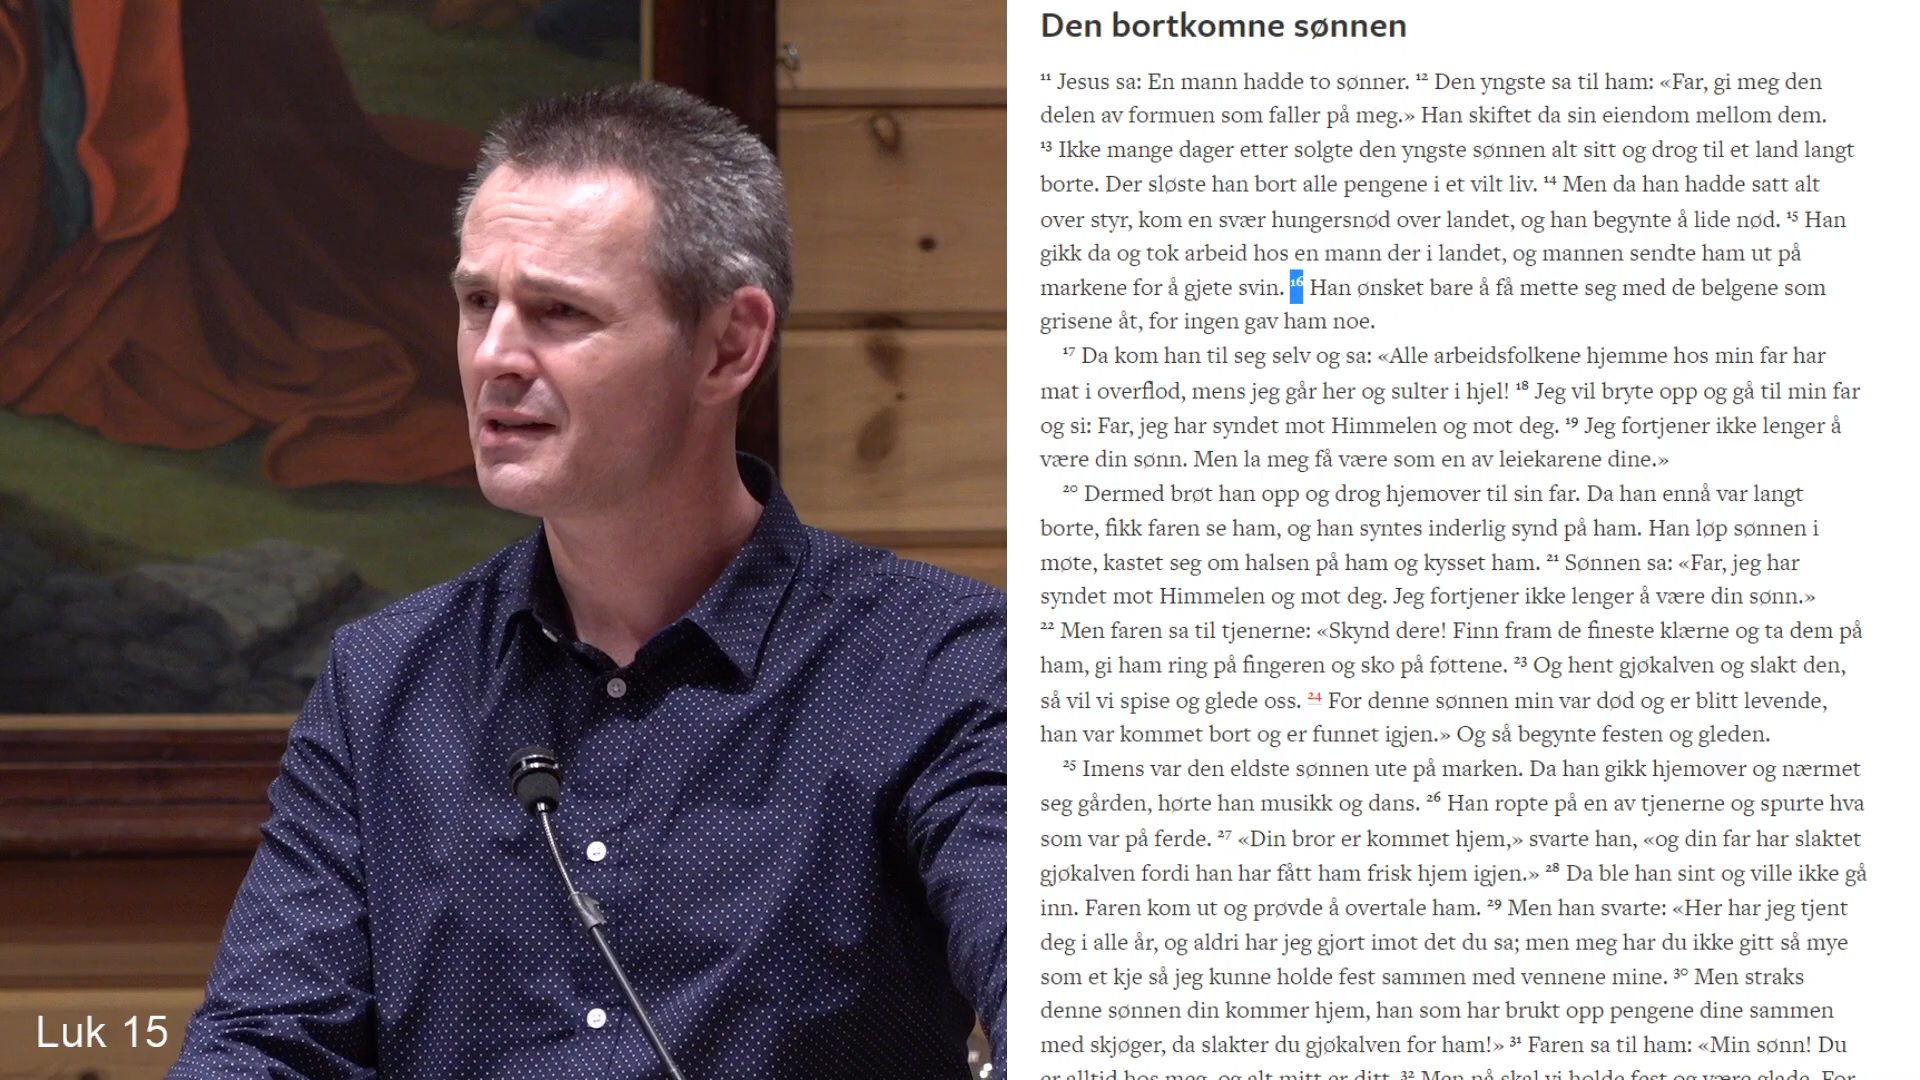 Den bortkomne sønnen
11 Jesus sa: En mann hadde to sønner. 12 Den yngste sa til ham: «Far, gi meg den
delen av formuen som faller på meg.» Han skiftet da sin eiendom mellom dem.
13 Ikke mange dager etter solgte den yngste sønnen alt sitt og drog til et land langt
borte. Der sløste han bort alle pengene i et vilt liv. 14 Men da han hadde satt alt
over styr, kom en svær hungersnød over landet, og han begynte å lide nød. 15 Han
gikk da og tok arbeid hos en mann der i landet, og mannen sendte ham ut på
markene for å gjete svin. 16 Han ønsket bare å få mette seg med de belgene som
grisene åt, for ingen gav ham noe.
17 Da kom han til seg selv og sa: «Alle arbeidsfolkene hjemme hos min far har
mat i overflod, mens jeg går her og sulter i hjel! 18 Jeg vil bryte opp og gå til min far
og si: Far, jeg har syndet mot Himmelen og mot deg. 19 Jeg fortjener ikke lenger å
være din sønn. Men la meg få være som en av leiekarene dine.»
20 Dermed brøt han opp og drog hjemover til sin far. Da han ennå var langt
borte, fikk faren se ham, og han syntes inderlig synd på ham. Han løp sønnen i
møte, kastet seg om halsen på ham og kysset ham. 21 Sønnen sa: «Far, jeg har
syndet mot Himmelen og mot deg. Jeg fortjener ikke lenger å være din sønn.»
22 Men faren sa til tjenerne: «Skynd dere! Finn fram de fineste klærne og ta dem på
ham, gi ham ring på fingeren og sko på føttene. 23 Og hent gjøkalven og slakt den,
så vil vi spise og glede oss. 24 For denne sønnen min var død og er blitt levende,
han var kommet bort og er funnet igjen.» Og så begynte festen og gleden.
25 Imens var den eldste sønnen ute på marken. Da han gikk hjemover og nærmet
seg gården, hørte han musikk og dans. 26 Han ropte på en av tjenerne og spurte hva
som var på ferde. 27 «Din bror er kommet hjem,» svarte han, «og din far har slaktet
gjøkalven fordi han har fått ham frisk hjem igjen.» 28 Da ble han sint og ville ikke gå
inn. Faren kom ut og prøvde å overtale ham. 29 Men han svarte: «Her har jeg tjent
deg i alle år, og aldri har jeg gjort imot det du sa; men meg har du ikke gitt så mye
som et kje så jeg kunne holde fest sammen med vennene mine. 30 Men straks
denne sønnen din kommer hjem, han som har brukt opp pengene dine sammen
med skjøger, da slakter du gjøkalven for ham!» 31 Faren sa til ham: «Min sønn! Du
er alltid hos meg, og alt mitt er ditt. 32 Men nå skal vi holde fest og være glade. For
Luk 15